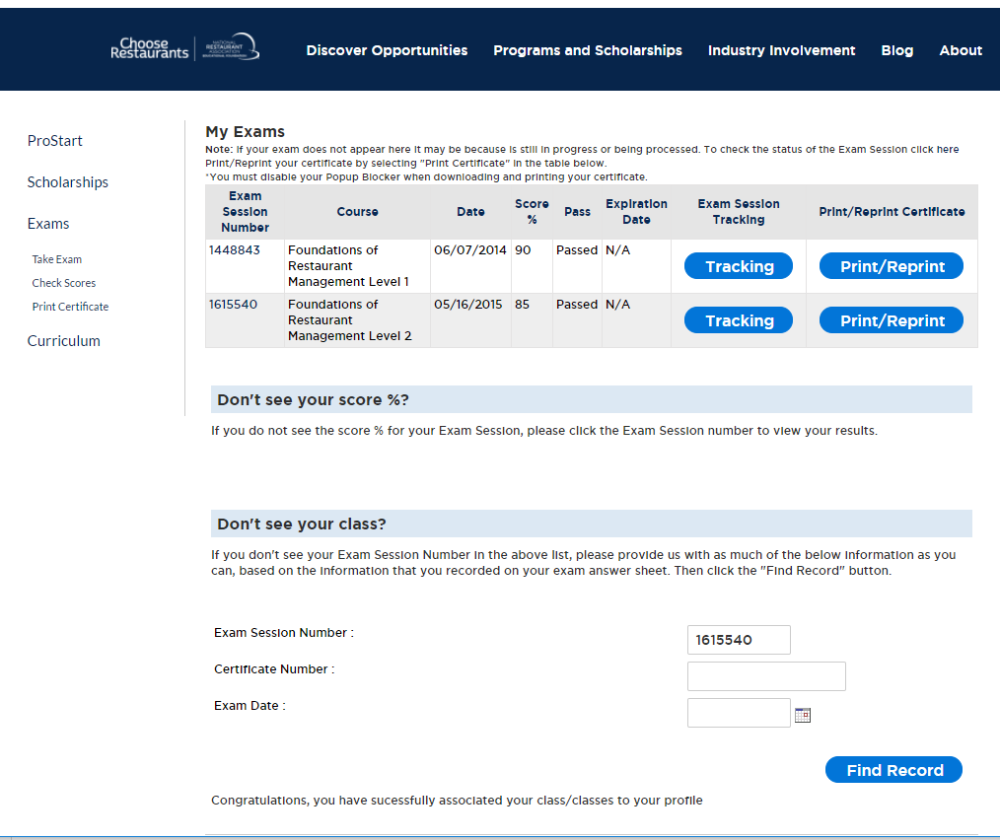 Choose
Restaurants
NATIONAL
RESTAURANT
ASSOCIATION
EDUCATIONAL FOUNDATION
Discover Opportunities
Programs and Scholarships
Industry Involvement
Blog
About
ProStart
Scholarships
Exams
Take Exam
Check Scores
Print Certificate
Curriculum
My Exams
Note: If your exam does not appear here it may be because is still in progress or being processed. To check the status of the Exam Session click here
Print/Reprint your certificate by selecting "Print Certificate" in the table below.
*You must disable your Popup Blocker when downloading and printing your certificate.
Exam Session Number Course Date Score % Pass Expiration Date Exam Session Tracking Print/Reprint Certificate
1448843 Foundations of Restaurant Management Level 1 06/07/2014 90 Passed N/A Tracking Print/Reprint
1615540 Foundations of Restaurant Management Level 2 05/16/2015 85 Passed N/A Tracking Print/Reprint
Don't see your score %?
If you do not see the score % for your Exam Session, please click the Exam Session number to view your results.
Don't see your class?
If you don't see your Exam Session Number in the above list, please provide us with as much of the below information as you
can, based on the information that you recorded on your exam answer sheet. Then click the "Find Record" button.
Exam Session Number : 1615540
Certificate Number :
Exam Date :
Find Record
Congratulations, you have sucessfully associated your class/classes to your profile